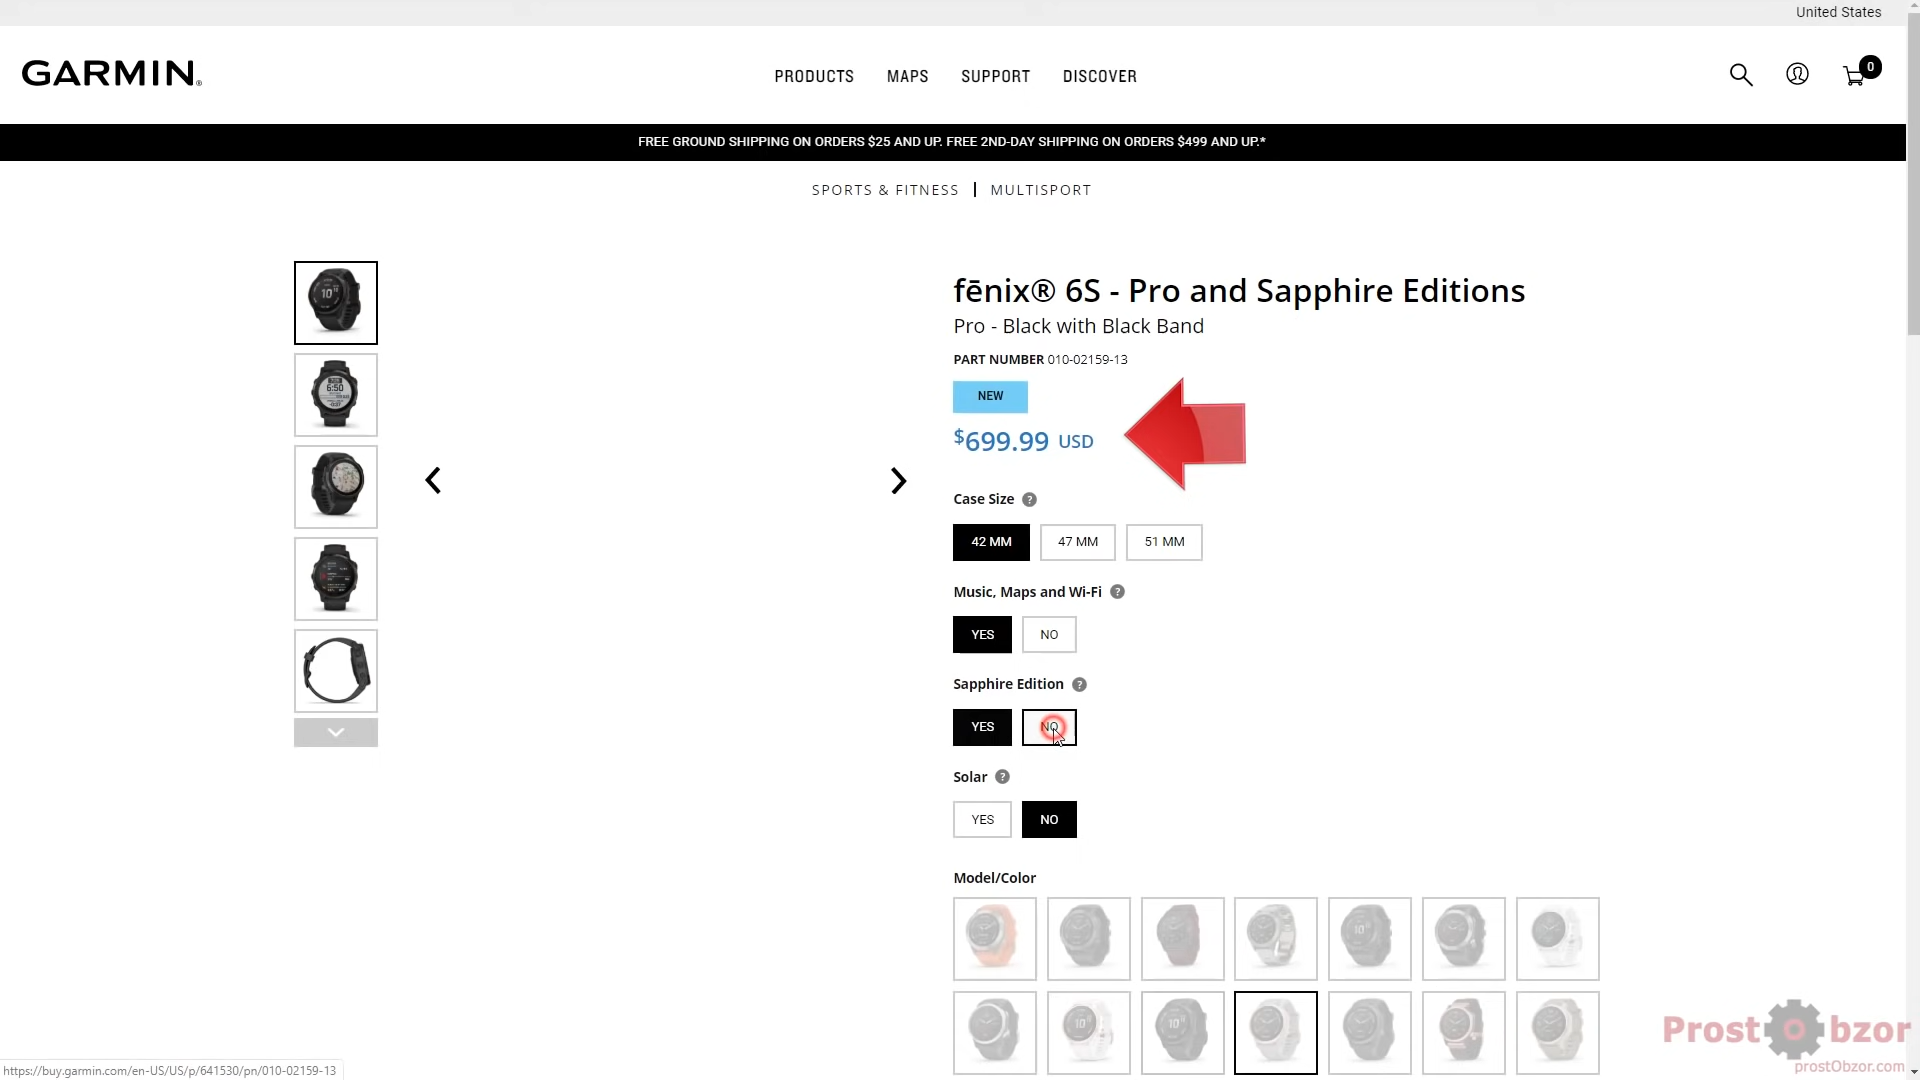 United States
GARMIN®
PRODUCTS MAPS SUPPORT DISCOVER
0
FREE GROUND SHIPPING ON ORDERS $25 AND UP. FREE 2ND-DAY SHIPPING ON ORDERS $499 AND UP.*
SPORTS & FITNESS | MULTISPORT
fēnix® 6S - Pro and Sapphire Editions
Pro - Black with Black Band
PART NUMBER 010-02159-13
NEW
$699.99 USD
Case Size ?
42 MM 47 MM 51 MM
Music, Maps and Wi-Fi ?
YES NO
Sapphire Edition ?
YES NO
Solar ?
YES NO
Model/Color
Prost bzor
prostObzor.com
https://buy.garmin.com/en-US/US/p/641530/pn/010-02159-13